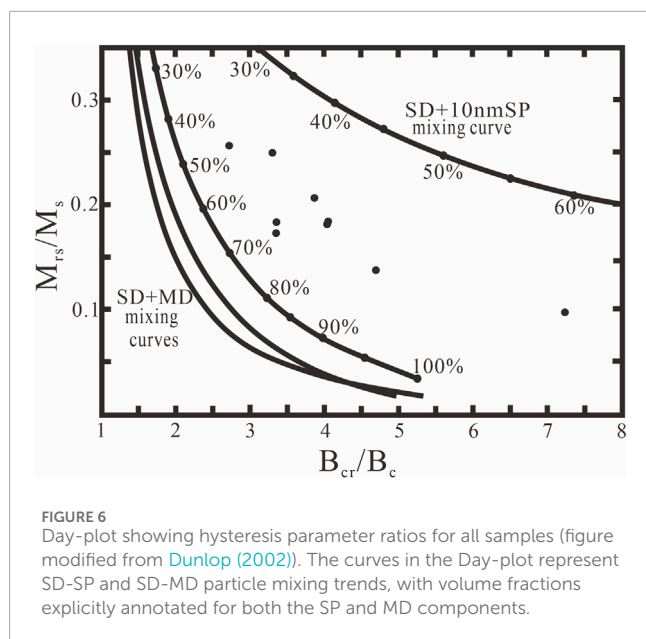 30%
30%
0.3
SD+10nmSP
40%
40%
mixing curve
50%
50%
0.2
60%
60%
Mrs/Ms
70%
80%
SD+MD
0.1
mixing
90%
curves
100%
1 2 3 4 5 6 7 8
Bcr/Bc
FIGURE 6
Day-plot showing hysteresis parameter ratios for all samples (figure
modified from Dunlop (2002)). The curves in the Day-plot represent
SD-SP and SD-MD particle mixing trends, with volume fractions
explicitly annotated for both the SP and MD components.